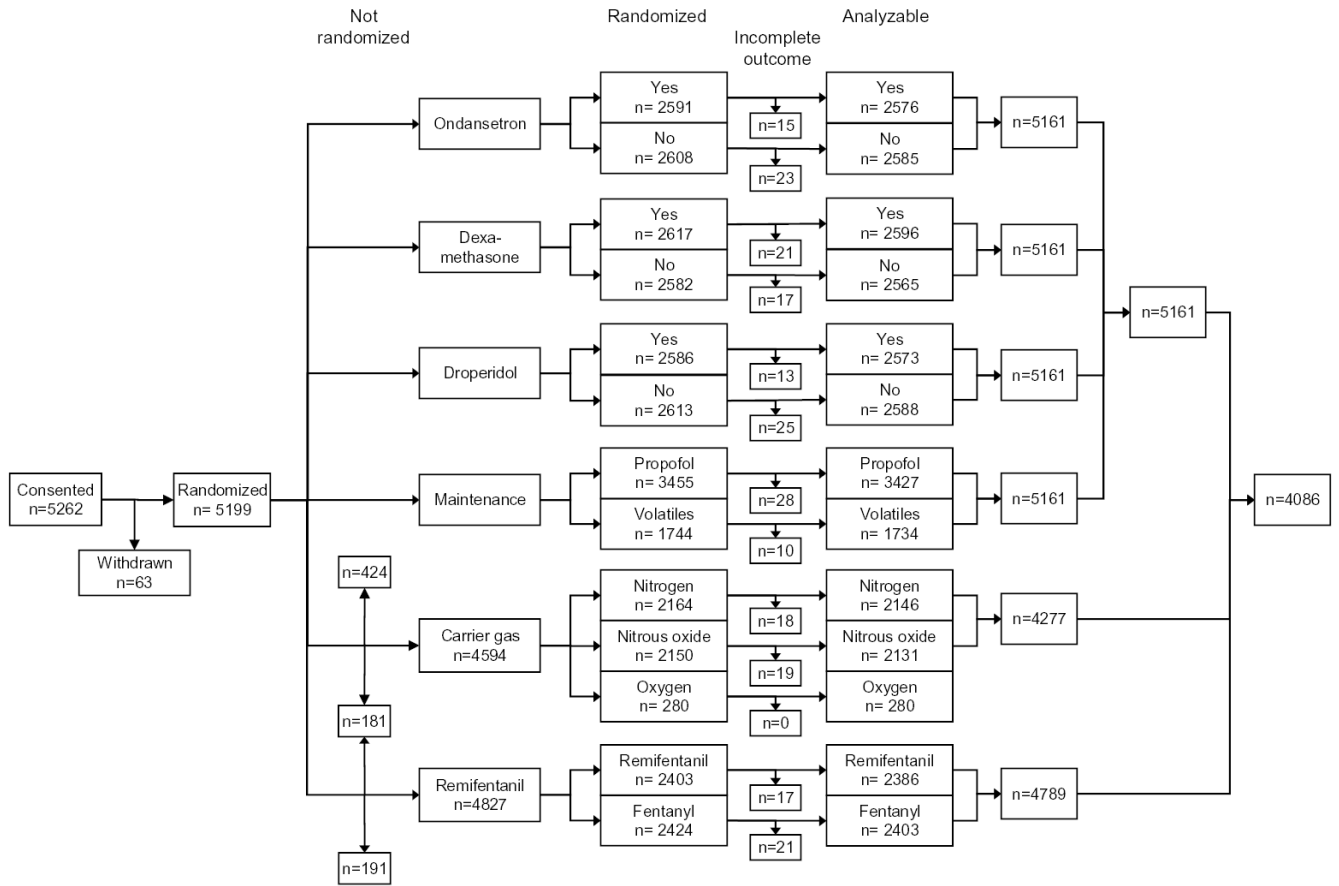 Not
randomized
Randomized
Incomplete
outcome
Analyzable
Consented
n=5262
Withdrawn
n=63
Randomized
n= 5199
Ondansetron
Yes
n= 2591
No
n= 2608
n=15
n=23
Yes
n= 2576
No
n= 2585
n=5161
Dexa-
methasone
Yes
n= 2617
No
n= 2582
n=21
n=17
Yes
n= 2596
No
n= 2565
n=5161
Droperidol
Yes
n= 2586
No
n= 2613
n=13
n=25
Yes
n= 2573
No
n= 2588
n=5161
Maintenance
Propofol
n= 3455
Volatiles
n= 1744
n=28
n=10
Propofol
n= 3427
Volatiles
n= 1734
n=5161
n=5161
n=424
n=181
n=191
Carrier gas
n=4594
Nitrogen
n= 2164
Nitrous oxide
n= 2150
Oxygen
n= 280
n=18
n=19
n=0
Nitrogen
n= 2146
Nitrous oxide
n= 2131
Oxygen
n= 280
n=4277
Remifentanil
n=4827
Remifentanil
n= 2403
Fentanyl
n= 2424
n=17
n=21
Remifentanil
n= 2386
Fentanyl
n= 2403
n=4789
n=4086